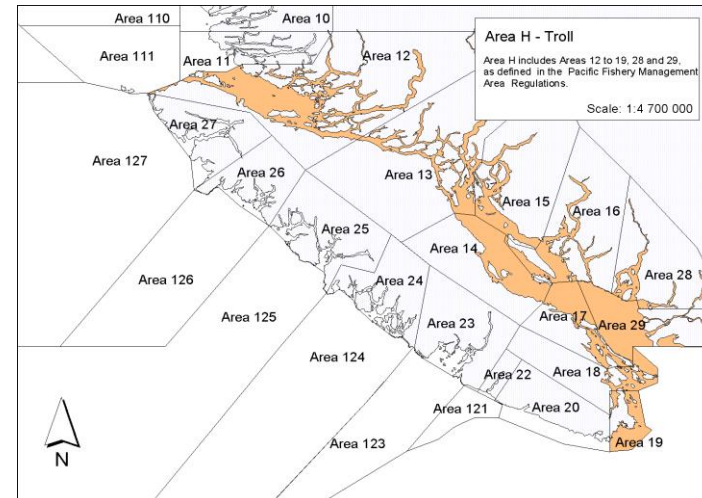 Area 110
Area 10
Area H - Troll
Area 111
Area 11
Area 12
Area H includes Areas 12 to 19, 28 and 29,
as defined in the Pacific Fishery Management
Area Regulations.
Scale: 1:4 700 000
Area 27
Area 127
Area 26
Area 13
Area 15
Area 16
Area 25
Area 14
Area 28
Area 126
Area 24
Area 125
Area 17
Area 29
Area 23
Area 124
Area 22
Area 18
Area 121
Area 20
Area 123
Area 19
N